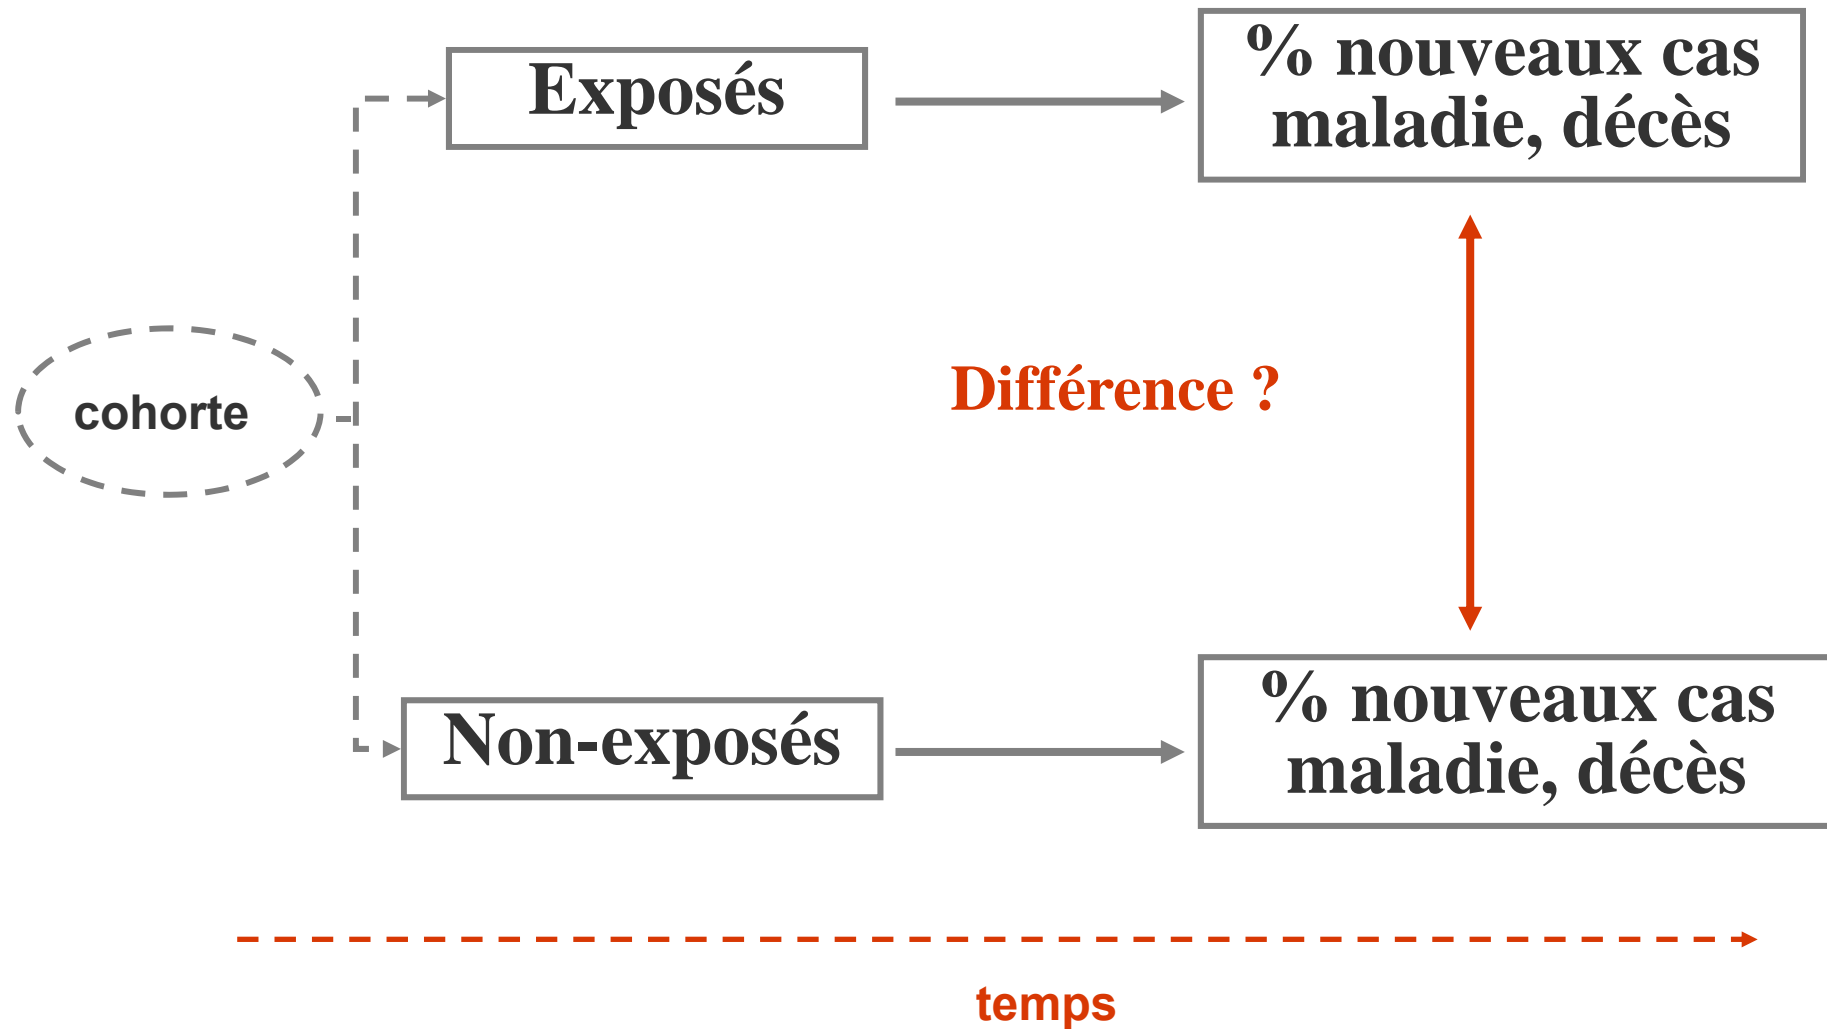 Exposés
% nouveaux cas
maladie, décès
cohorte
Différence ?
Non-exposés
% nouveaux cas
maladie, décès
temps